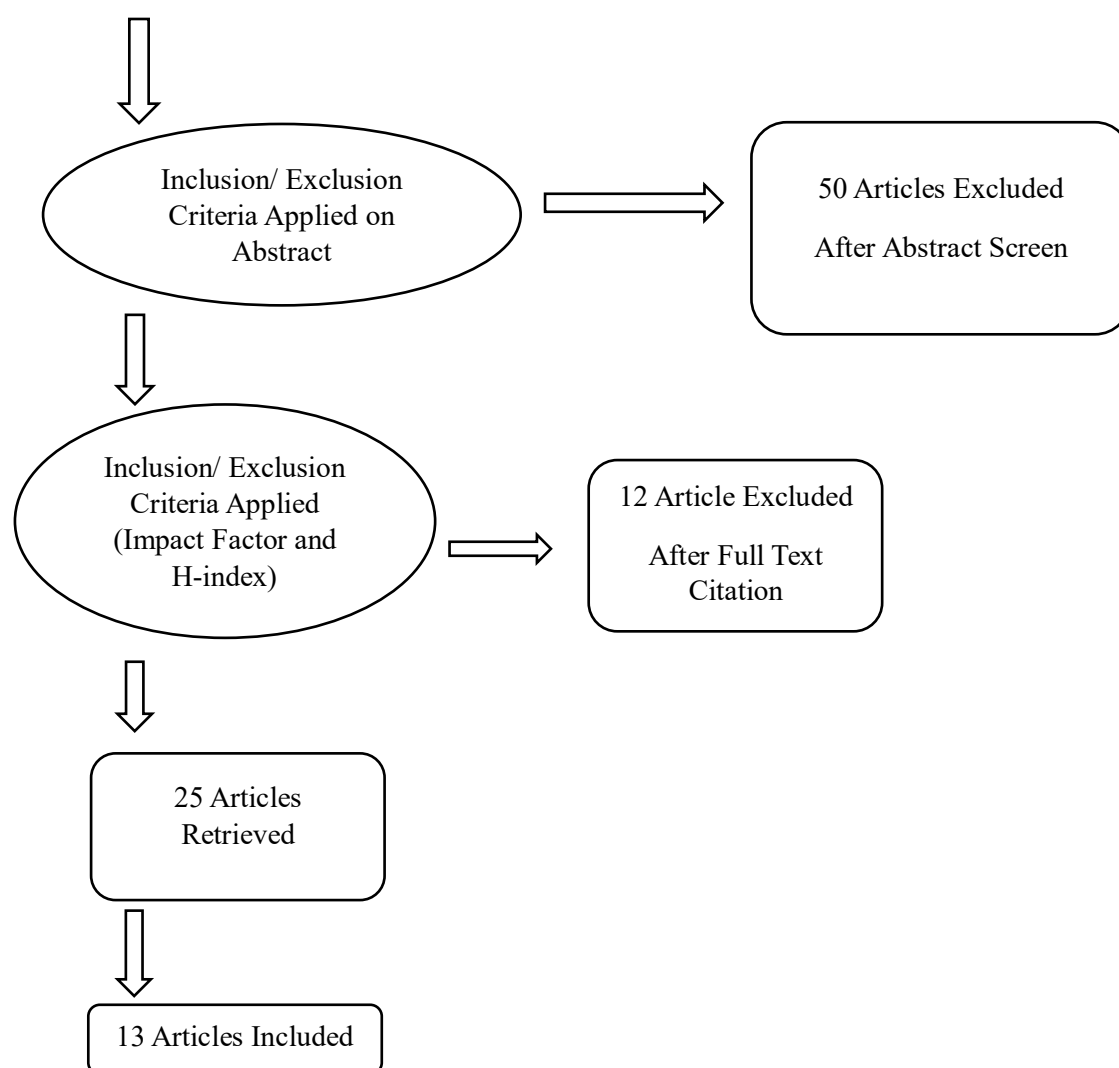 Inclusion/ Exclusion
Criteria Applied on
Abstract
50 Articles Excluded
After Abstract Screen
Inclusion/ Exclusion
Criteria Applied
(Impact Factor and
H-index)
12 Article Excluded
After Full Text
Citation
25 Articles
Retrieved
13 Articles Included